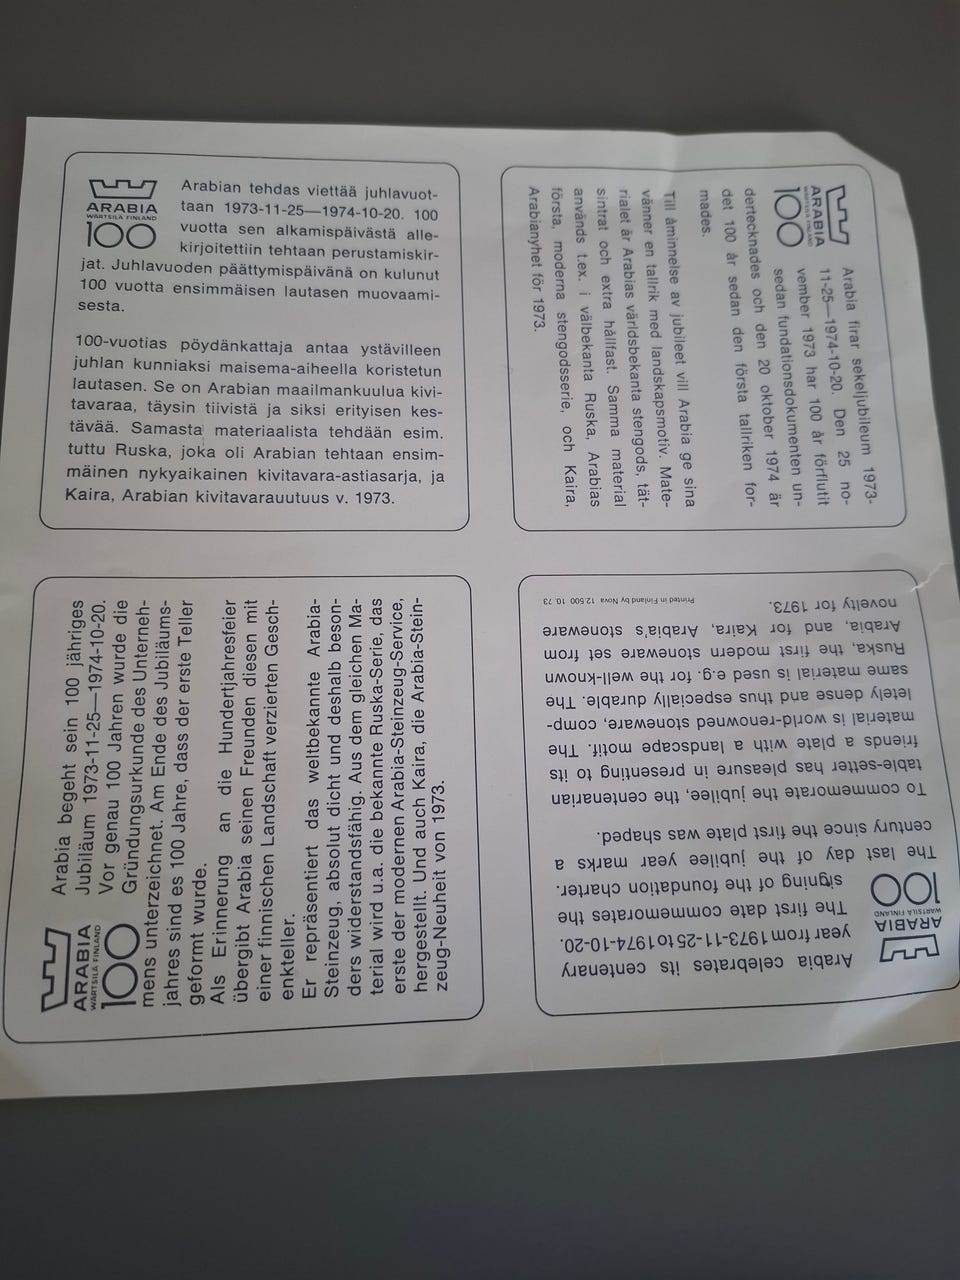 ARABIA
WÄRTSILÄ FINLAND
100
Arabian tehdas viettää juhlavuot-
taan 1973-11-25—1974-10-20. 100
vuotta sen alkamispäivästä alle-
kirjoitettiin tehtaan perustamiskir-
jat. Juhlavuoden päättymispäivänä on kulunut
100 vuotta ensimmäisen lautasen muovaami-
sesta.
100-vuotias pöydänkattaja antaa ystävilleen
juhlan kunniaksi maisema-aiheella koristetun
lautasen. Se on Arabian maailmankuulua kivi-
tavaraa, täysin tiivistä ja siksi erityisen kes-
tävää. Samasta materiaalista tehdään esim.
tuttu Ruska, joka oli Arabian tehtaan ensim-
mäinen nykyaikainen kivitavara-astiasarja, ja
Kaira, Arabian kivitavarauutuus v. 1973.
ARABIA
WÄRTSILÄ FINLAND
100
Arabia firar sekeljubileum 1973-
11-25—1974-10-20. Den 25 no-
vember 1973 har 100 år förflutit
sedan fundationsdokumenten un-
dertecknades och den 20 oktober 1974 är
det 100 år sedan den första tallriken for-
mades.
Till åminnelse av jubileet vill Arabia ge sina
vänner en tallrik med landskapsmotiv. Mate-
rialet är Arabias världsbekanta stengods, tät-
sintrat och extra hållfast. Samma material
används t.ex. i välbekanta Ruska, Arabias
första, moderna stengodsserie, och Kaira,
Arabianyhet för 1973.
ARABIA
WÄRTSILÄ FINLAND
100
Arabia begeht sein 100 jähriges
Jubiläum 1973-11-25—1974-10-20.
Vor genau 100 Jahren wurde die
Gründungsurkunde des Unterneh-
mens unterzeichnet. Am Ende des Jubiläums-
jahres sind es 100 Jahre, dass der erste Teller
geformt wurde.
Als Erinnerung an die Hundertjahresfeier
übergibt Arabia seinen Freunden diesen mit
einer finnischen Landschaft verzierten Gesch-
enkteller.
Er repräsentiert das weltbekannte Arabia-
Steinzeug, absolut dicht und deshalb beson-
ders widerstandsfähig. Aus dem gleichen Ma-
terial wird u.a. die bekannte Ruska-Serie, das
erste der modernen Arabia-Steinzeug-Service,
hergestellt. Und auch Kaira, die Arabia-Stein-
zeug-Neuheit von 1973.
ARABIA
WÄRTSILÄ FINLAND
100
Arabia celebrates its centenary
year from 1973-11-25 to 1974-10-20.
The first date commemorates the
signing of the foundation charter.
The last day of the jubilee year marks a
century since the first plate was shaped.
To commemorate the jubilee, the centenarian
table-setter has pleasure in presenting to its
friends a plate with a landscape motif. The
material is world-renowned stoneware, comp-
letely dense and thus especially durable. The
same material is used e.g. for the well-known
Ruska, the first modern stoneware set from
Arabia, and for Kaira, Arabia's stoneware
novelty for 1973.
Printed in Finland by Nova 12.500 10. 73